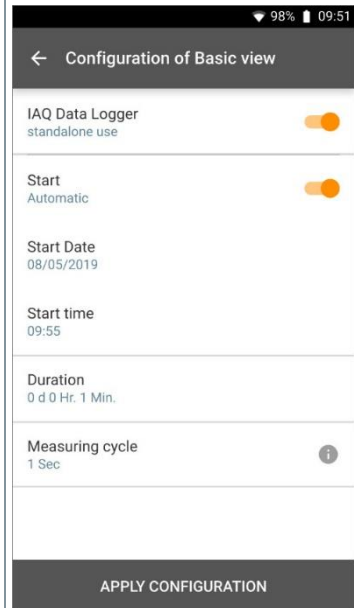 98% 09:51
Configuration of Basic view
IAQ Data Logger
standalone use
Start
Automatic
Start Date
08/05/2019
Start time
09:55
Duration
0 d 0 Hr. 1 Min.
Measuring cycle
1 Sec
APPLY CONFIGURATION